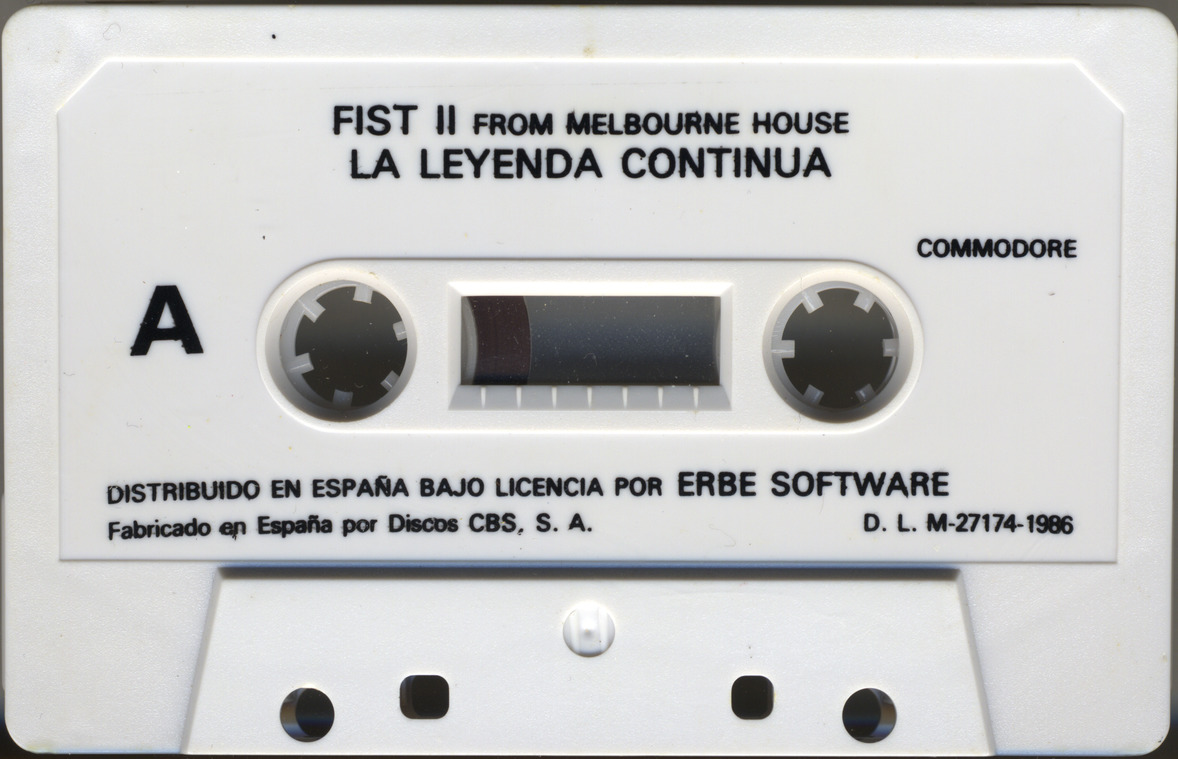 FIST II FROM MELBOURNE HOUSE
LA LEYENDA CONTINUA
COMMODORE
A
DISTRIBUIDO EN ESPAÑA BAJO LICENCIA POR ERBE SOFTWARE
Fabricado en España por Discos CBS, S. A.
D. L. M-27174-1986